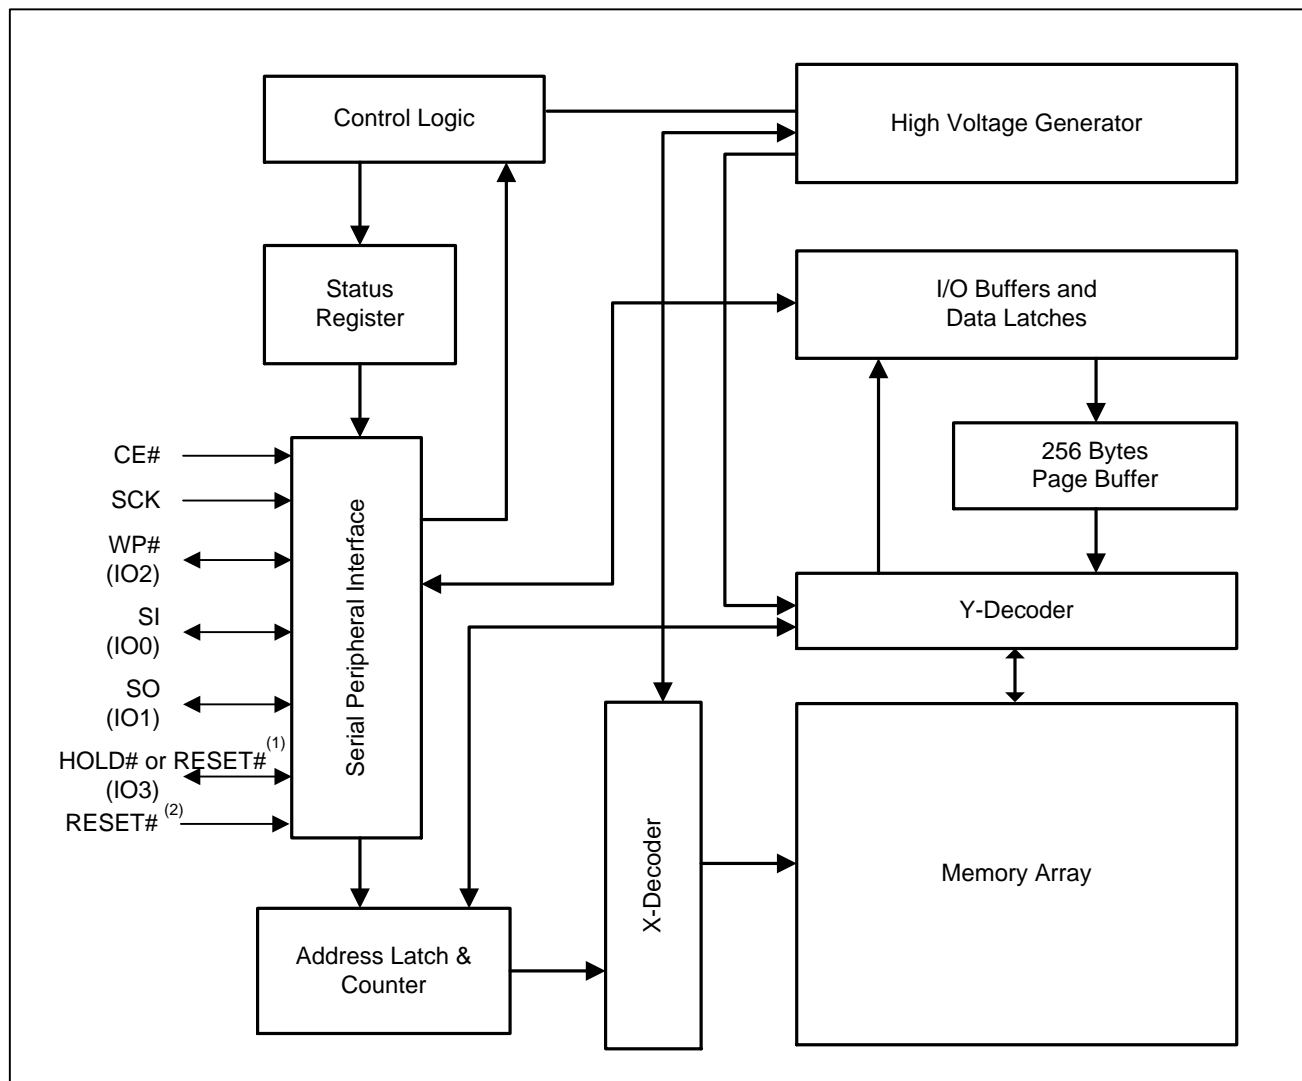 Control Logic
High Voltage Generator
Status
Register
I/O Buffers and
Data Latches
256 Bytes
Page Buffer
CE#
SCK
WP#
(IO2)
SI
(IO0)
SO
(IO1)
HOLD# or RESET# (1)
(IO3)
RESET# (2)
Serial Peripheral Interface
Y-Decoder
X-Decoder
Memory Array
Address Latch &
Counter